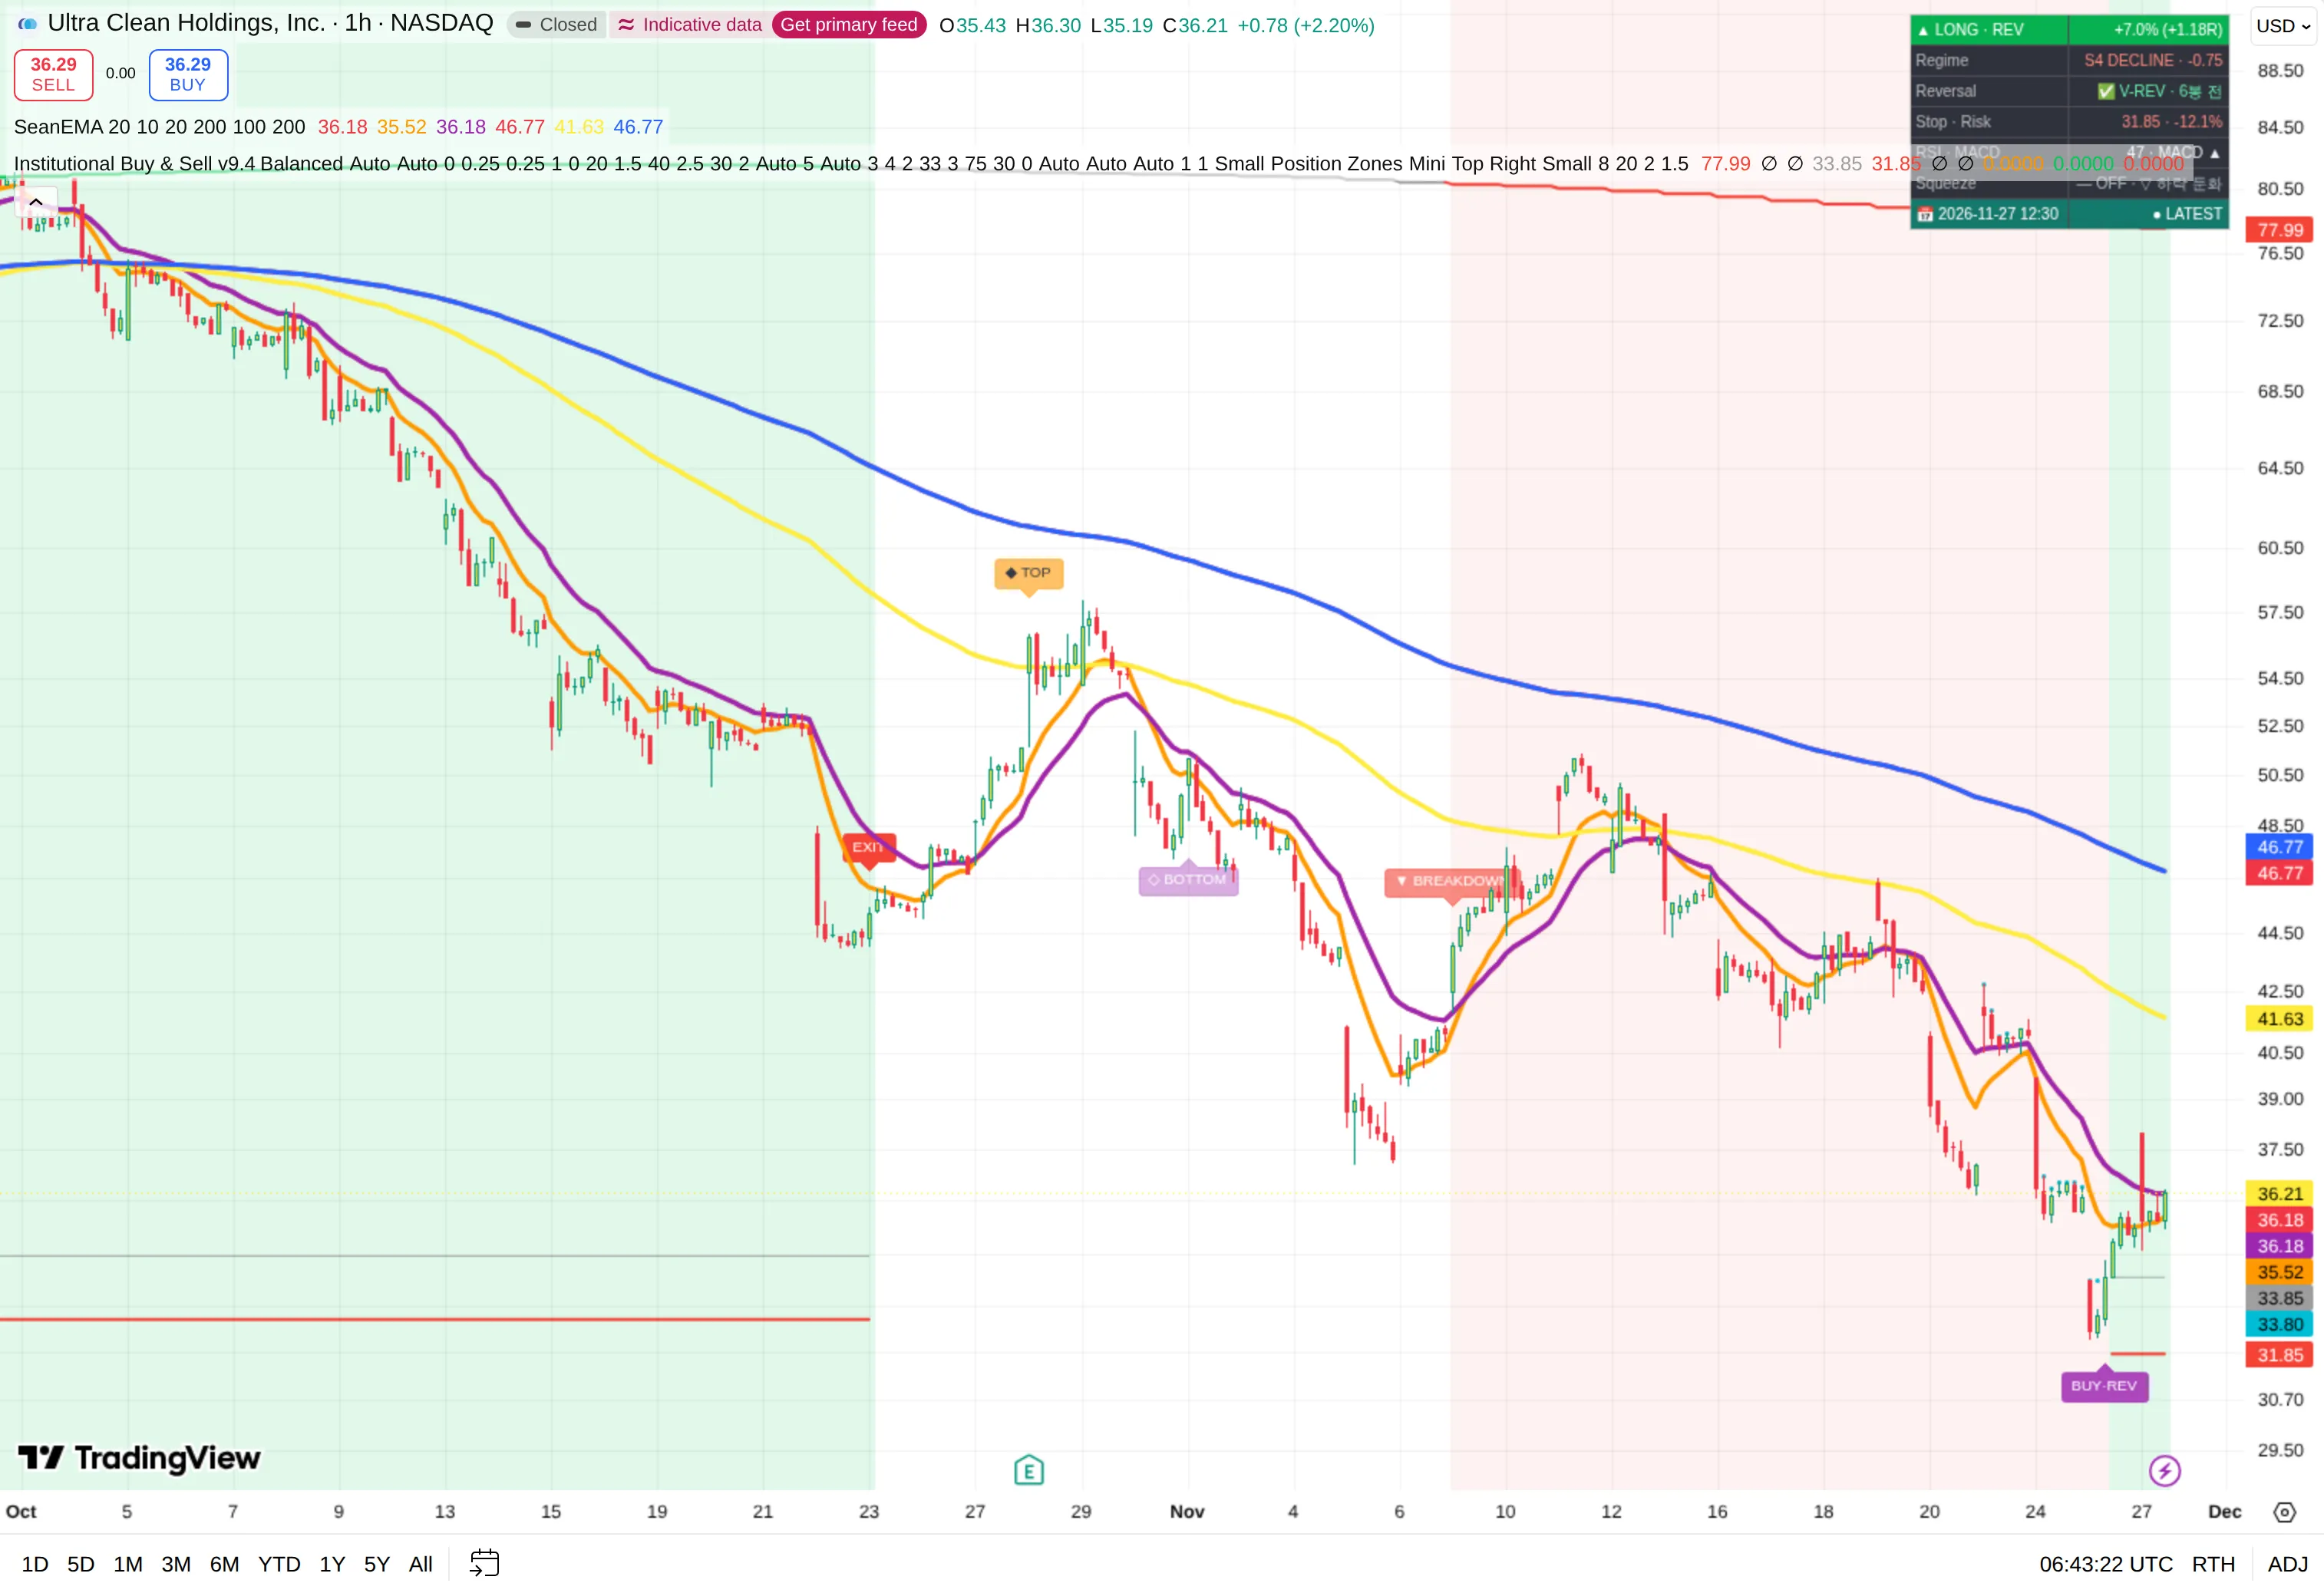 Ultra Clean Holdings, Inc. · 1h · NASDAQ Closed Indicative data Get primary feed O35.43 H36.30 L35.19 C36.21 +0.78 (+2.20%)
36.29 SELL 0.00 36.29 BUY
SeanEMA 20 10 20 200 100 200 36.18 35.52 36.18 46.77 41.63 46.77
Institutional Buy & Sell v9.4 Balanced Auto Auto 0 0.25 0.25 1 0 20 1.5 40 2.5 30 2 Auto 5 Auto 3 4 2 33 3 75 30 0 Auto Auto Auto 1 1 Small Position Zones Mini Top Right Small 8 20 2 1.5 77.99 ∅ ∅ 33.85 31.85 ∅ ∅ 0.0000 0.0000 0.0000
▲ LONG · REV +7.0% (+1.18R)
Regime S4 DECLINE · -0.75
Reversal ✅ V-REV · 6봉 전
Stop · Risk 31.85 · -12.1%
RSI · MACD 47 · MACD ▲
Squeeze — OFF · ▽ 하락 둔화
📅 2026-11-27 12:30 ● LATEST
USD
88.50
84.50
80.50
77.99
76.50
72.50
68.50
64.50
60.50
57.50
54.50
52.50
50.50
48.50
46.77
46.77
44.50
42.50
41.63
40.50
39.00
37.50
36.21
36.18
36.18
35.52
33.85
33.80
31.85
30.70
29.50
◆ TOP
EXIT
◇ BOTTOM
▼ BREAKDOWN
BUY·REV
TradingView
E
Oct 5 7 9 13 15 19 21 23 27 29 Nov 4 6 10 12 16 18 20 24 27 Dec
1D 5D 1M 3M 6M YTD 1Y 5Y All 06:43:22 UTC RTH ADJ